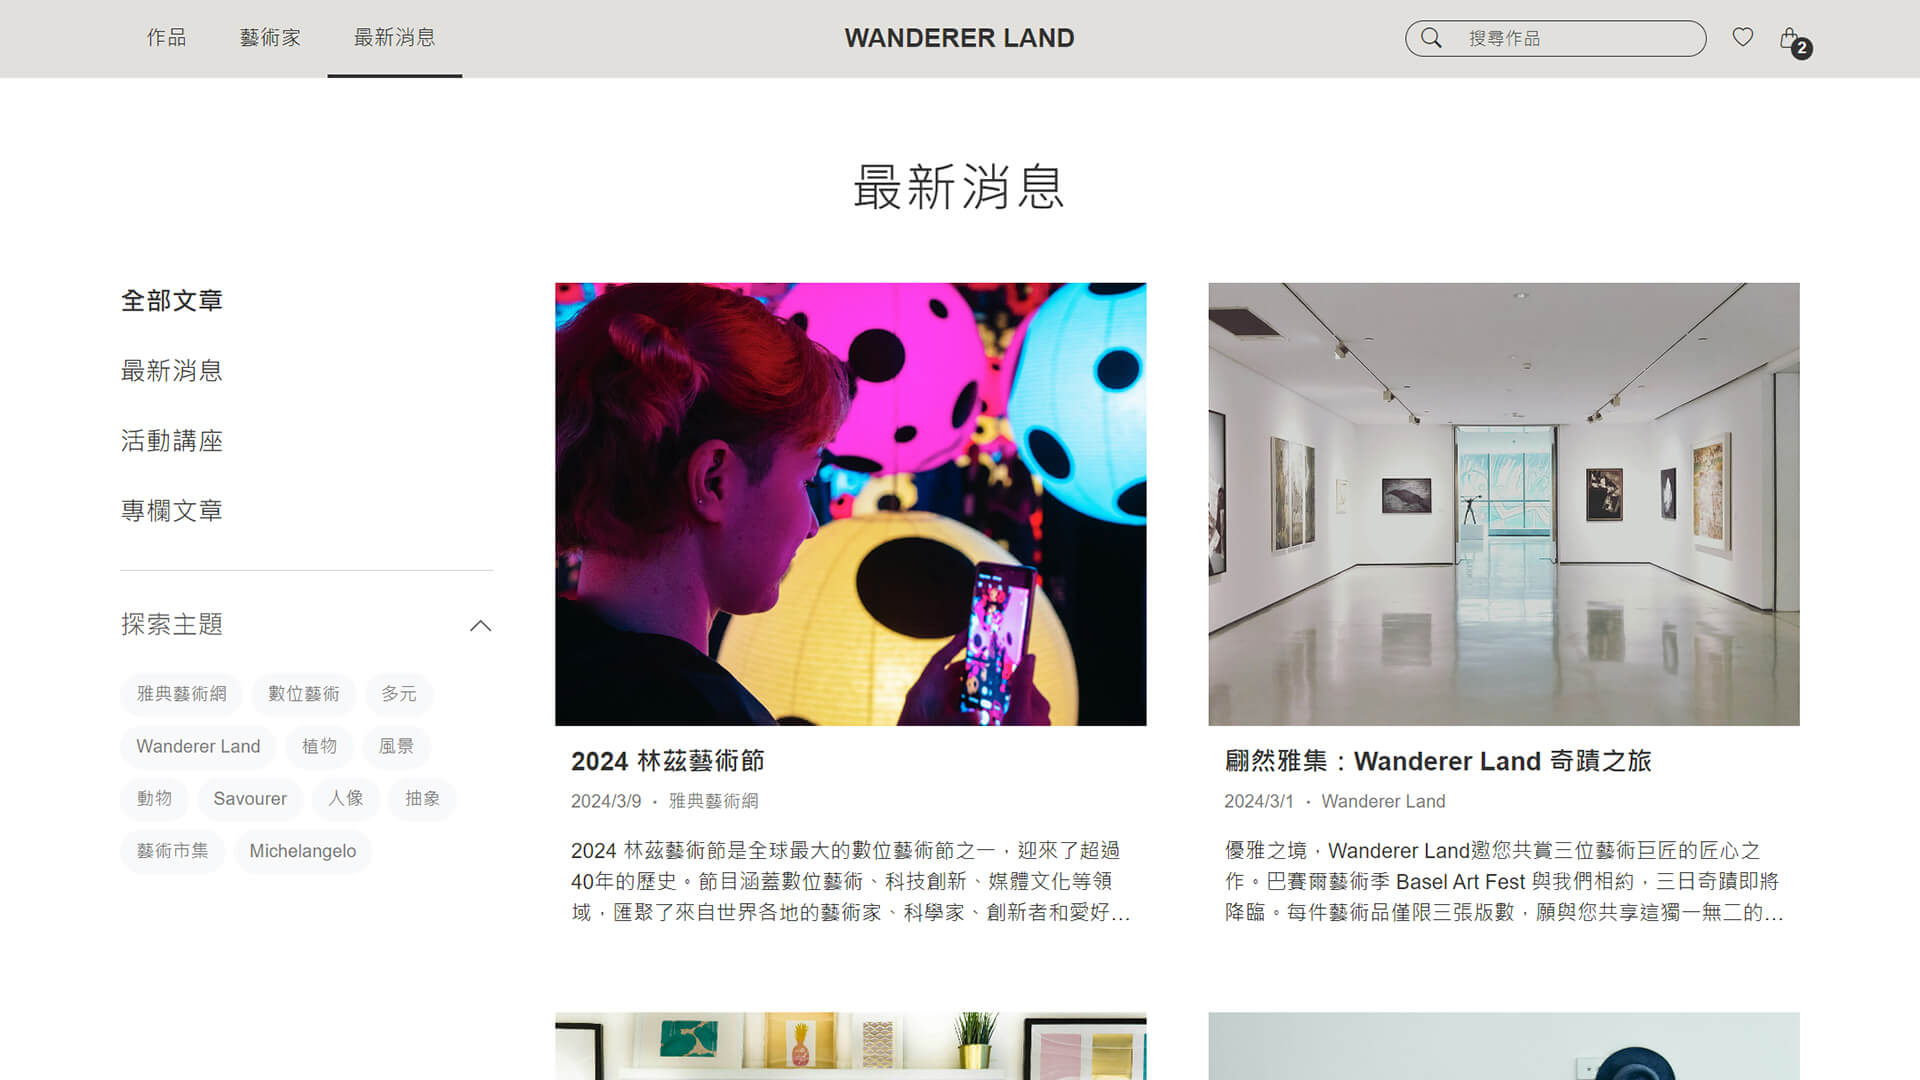 作品
藝術家
最新消息
WANDERER LAND
搜尋作品
2
最新消息
全部文章
最新消息
活動講座
專欄文章
探索主題
雅典藝術網
數位藝術
多元
Wanderer Land
植物
風景
動物
Savourer
人像
抽象
藝術市集
Michelangelo
2024 林茲藝術節
2024/3/9 · 雅典藝術網
2024 林茲藝術節是全球最大的數位藝術節之一，迎來了超過
40年的歷史。節目涵蓋數位藝術、科技創新、媒體文化等領
域，匯聚了來自世界各地的藝術家、科學家、創新者和愛好...
翩然雅集：Wanderer Land 奇蹟之旅
2024/3/1 · Wanderer Land
優雅之境，Wanderer Land邀您共賞三位藝術巨匠的匠心之
作。巴賽爾藝術季 Basel Art Fest 與我們相約，三日奇蹟即將
降臨。每件藝術品僅限三張版數，願與您共享這獨一無二的...